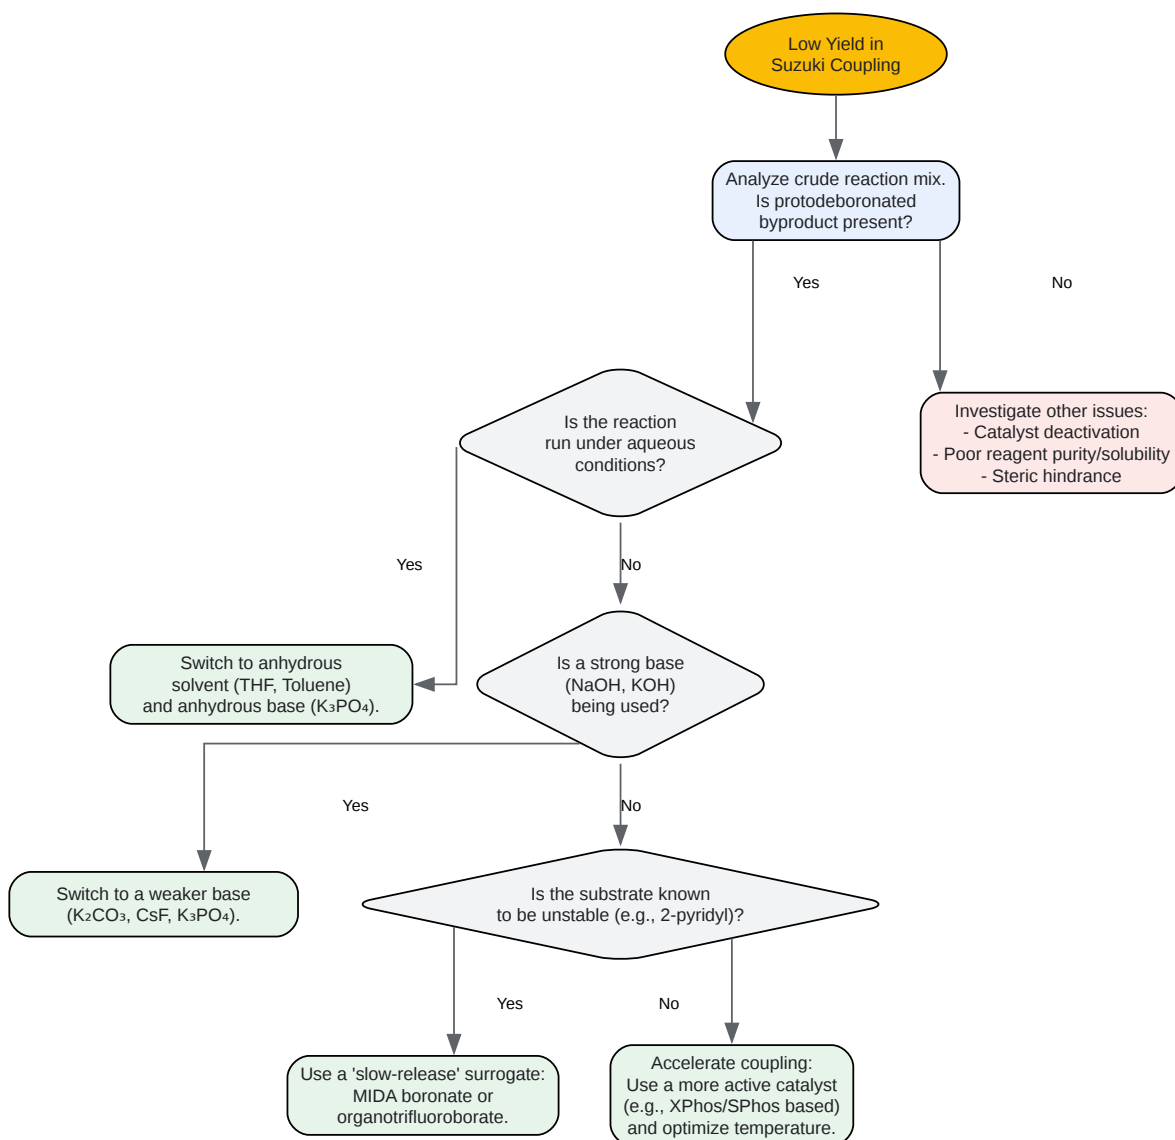 Low Yield in
Suzuki Coupling
Analyze crude reaction mix.
Is protodeboronated
byproduct present?
Yes
No
Is the reaction
run under aqueous
conditions?
Investigate other issues:
- Catalyst deactivation
- Poor reagent purity/solubility
- Steric hindrance
Yes
No
Switch to anhydrous
solvent (THF, Toluene)
and anhydrous base (K₃PO₄).
Is a strong base
(NaOH, KOH)
being used?
Yes
No
Switch to a weaker base
(K₂CO₃, CsF, K₃PO₄).
Is the substrate known
to be unstable (e.g., 2-pyridyl)?
Yes
No
Use a 'slow-release' surrogate:
MIDA boronate or
organotrifluoroborate.
Accelerate coupling:
Use a more active catalyst
(e.g., XPhos/SPhos based)
and optimize temperature.